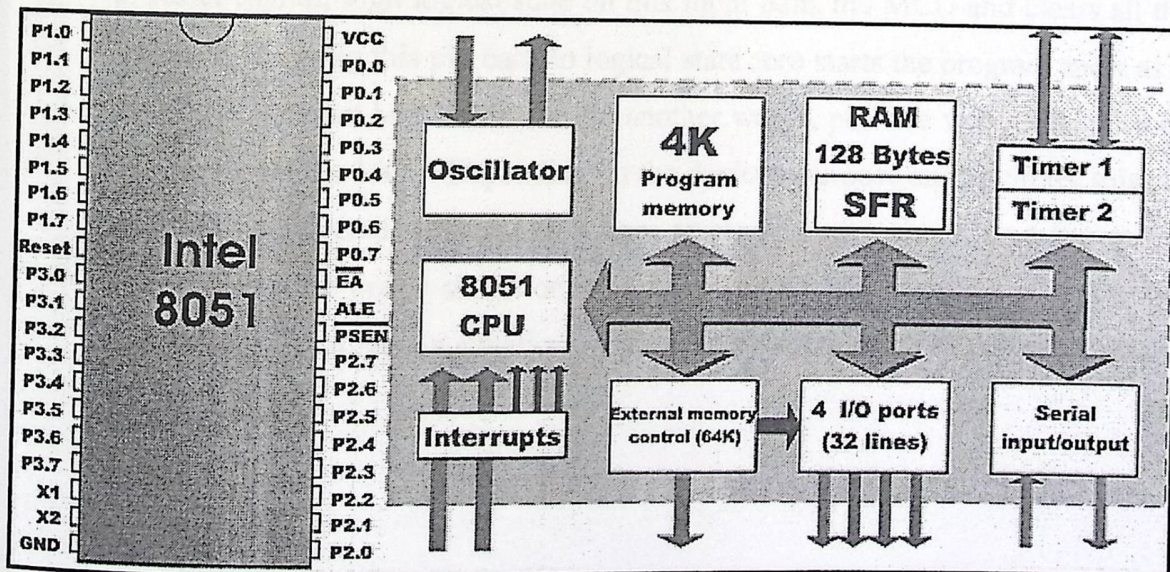 P1.0
P1.1
P1.2
P1.3
P1.4
P1.5
P1.6
P1.7
Reset
P3.0
P3.1
P3.2
P3.3
P3.4
P3.5
P3.6
P3.7
X1
X2
GND
Intel
8051
VCC
P0.0
P0.1
P0.2
P0.3
P0.4
P0.5
P0.6
P0.7
EA
ALE
PSEN
P2.7
P2.6
P2.5
P2.4
P2.3
P2.2
P2.1
P2.0
Oscillator
4K
Program
memory
RAM
128 Bytes
SFR
Timer 1
Timer 2
8051
CPU
Interrupts
External memory
control (64K)
4 I/O ports
(32 lines)
Serial
input/output